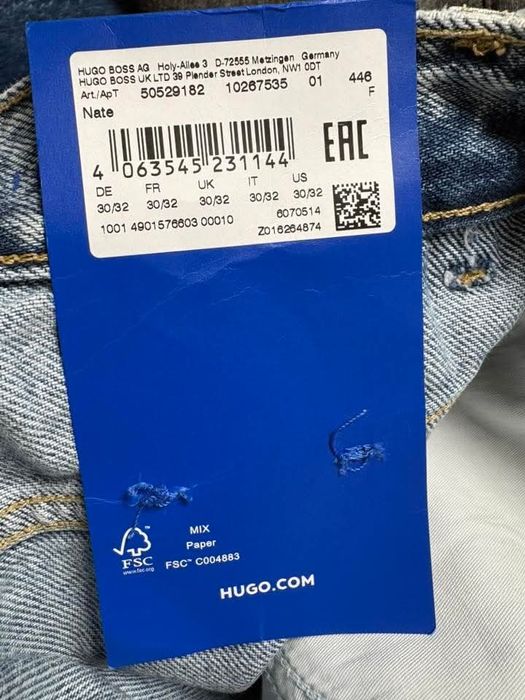 HUGO BOSS AG Holy-Allee 3 D-72555 Metzingen Germany
HUGO BOSS UK LTD 39 Plender Street London, NW1 0DT
Art./АрТ 50529182 10267535 01 446
Nate F
4 063545 231144 EAC
DE FR UK IT US
30/32 30/32 30/32 30/32 30/32
1001 4901576603 00010 6070514
Z016264874
MIX
Paper
FSC™ C004883
FSC
www.fsc.org
HUGO.COM